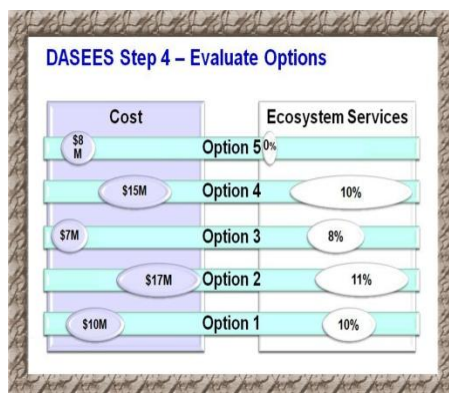 DASEES Step 4 – Evaluate Options
Cost
Ecosystem Services
$8
M
Option 5
0%
$15M
Option 4
10%
$7M
Option 3
8%
$17M
Option 2
11%
$10M
Option 1
10%